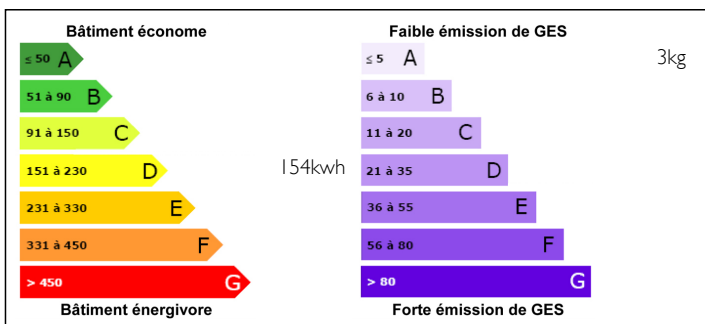 Bâtiment économe
≤ 50 A
51 à 90 B
91 à 150 C
151 à 230 D
231 à 330 E
331 à 450 F
> 450 G
Bâtiment énergivore
154kwh
Faible émission de GES
≤ 5 A
6 à 10 B
11 à 20 C
21 à 35 D
36 à 55 E
56 à 80 F
> 80 G
Forte émission de GES
3kg